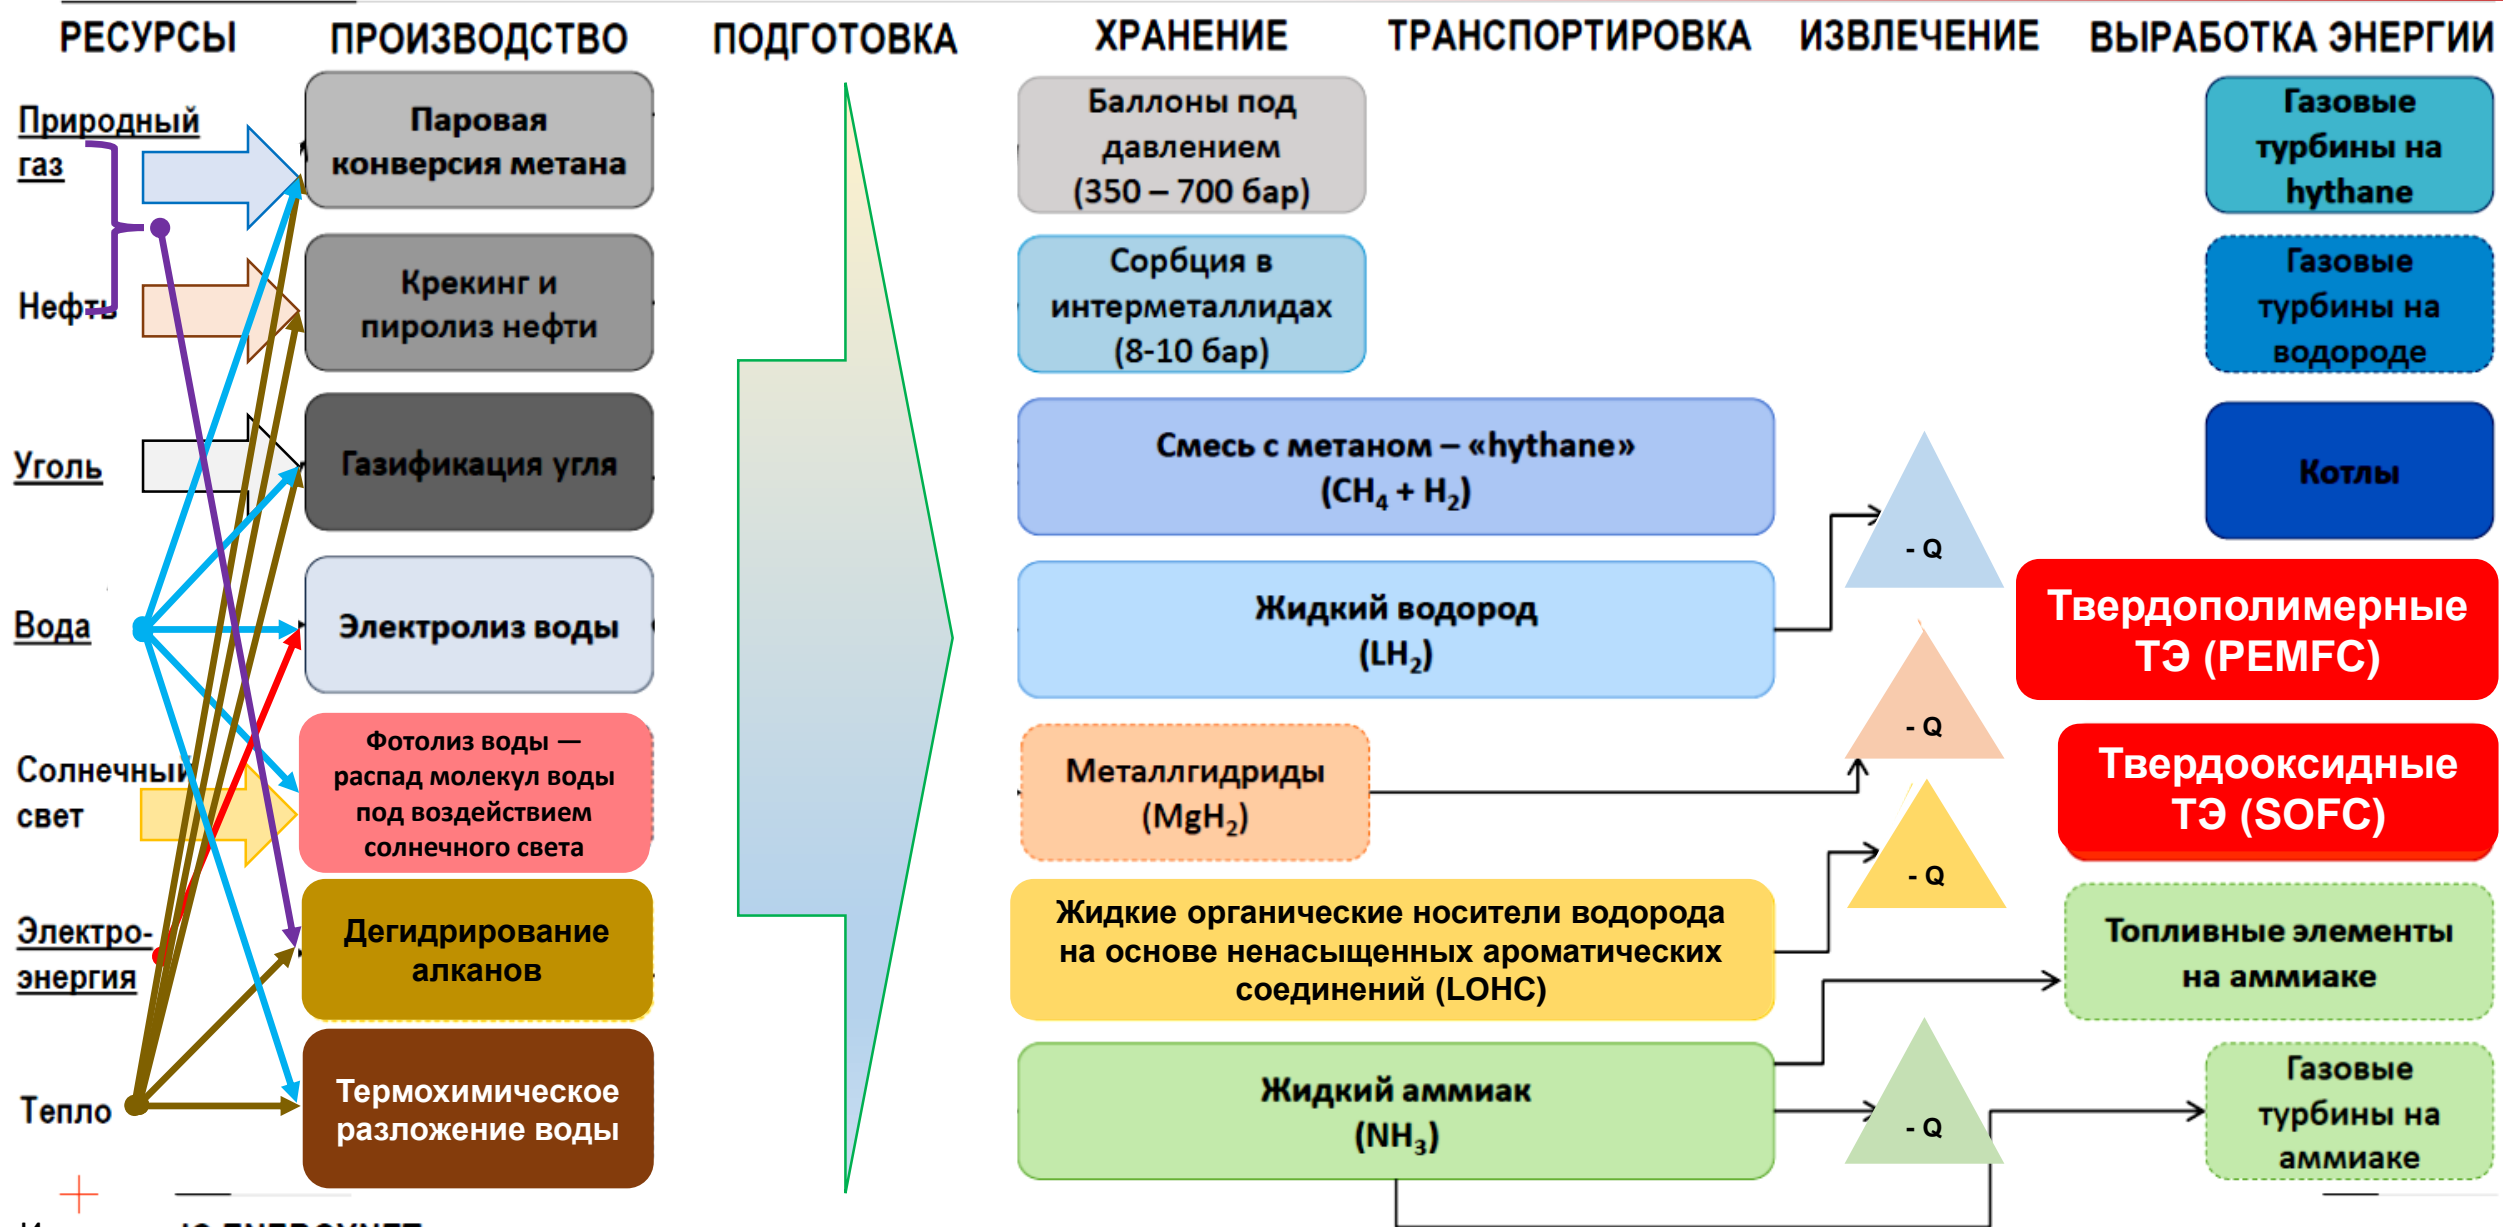 РЕСУРСЫ
ПРОИЗВОДСТВО
ПОДГОТОВКА
ХРАНЕНИЕ
ТРАНСПОРТИРОВКА
ИЗВЛЕЧЕНИЕ
ВЫРАБОТКА ЭНЕРГИИ
Природный
газ
Нефть
Уголь
Вода
Солнечный
свет
Электро-
энергия
Тепло
Паровая
конверсия метана
Крекинг и
пиролиз нефти
Газификация угля
Электролиз воды
Фотолиз воды —
распад молекул воды
под воздействием
солнечного света
Дегидрирование
алканов
Термохимическое
разложение воды
Баллоны под
давлением
(350 – 700 бар)
Сорбция в
интерметаллидах
(8-10 бар)
Смесь с метаном – «hythane»
(CH₄ + H₂)
Жидкий водород
(LH₂)
Металлгидриды
(MgH₂)
Жидкие органические носители водорода
на основе ненасыщенных ароматических
соединений (LOHC)
Жидкий аммиак
(NH₃)
- Q
- Q
- Q
- Q
Газовые
турбины на
hythane
Газовые
турбины на
водороде
Котлы
Твердополимерные
ТЭ (PEMFC)
Твердооксидные
ТЭ (SOFC)
Топливные элементы
на аммиаке
Газовые
турбины на
аммиаке